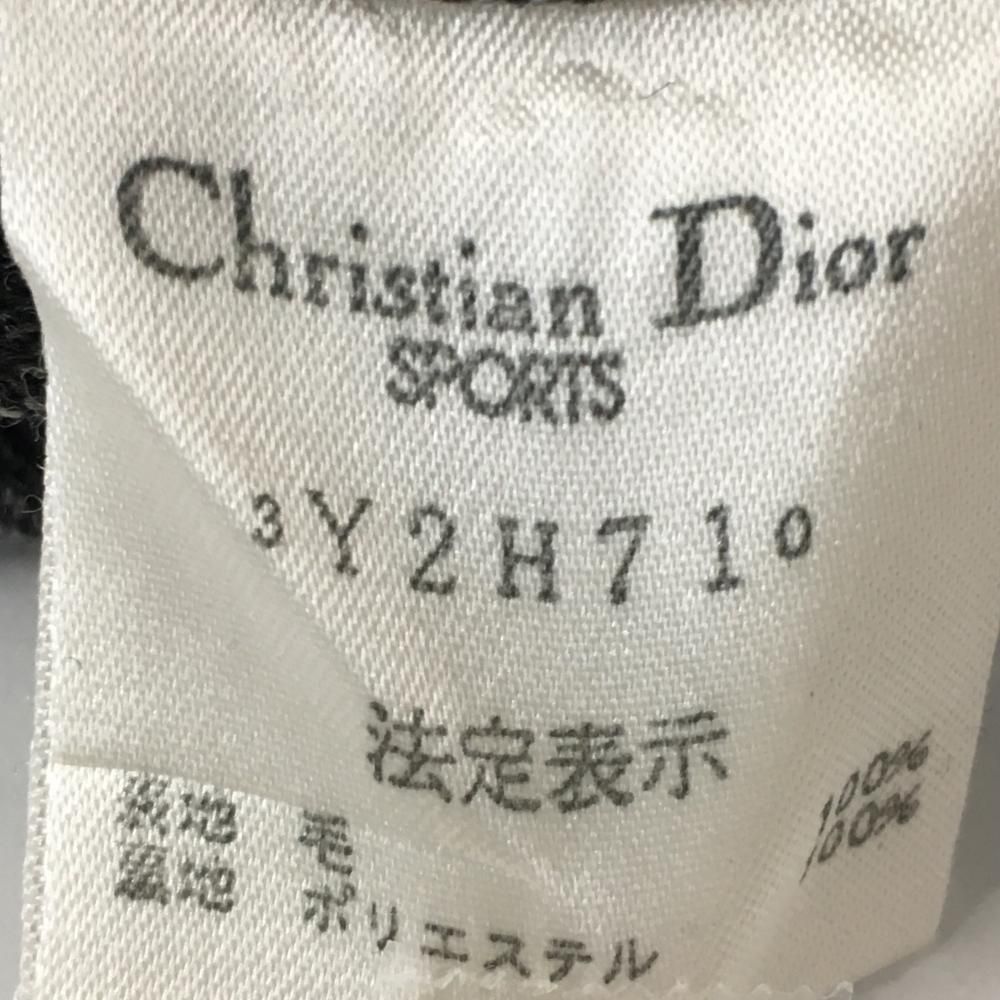 Christian Dior
SPORTS
3Y2H710
法定表示
表地 毛 100%
裏地 ポリエステル 100%